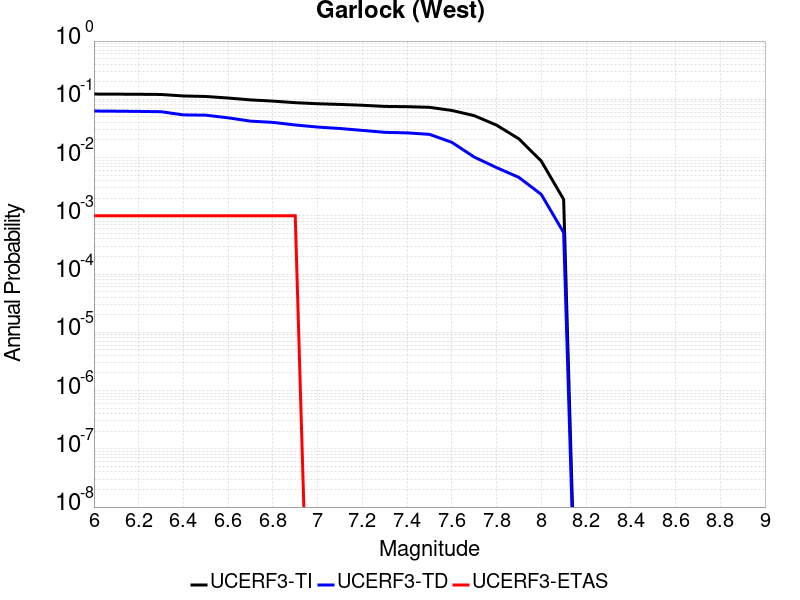 Garlock (West)
10^0
10^-1
10^-2
10^-3
10^-4
10^-5
10^-6
10^-7
10^-8
Annual Probability
6 6.2 6.4 6.6 6.8 7 7.2 7.4 7.6 7.8 8 8.2 8.4 8.6 8.8 9
Magnitude
UCERF3-TI UCERF3-TD UCERF3-ETAS